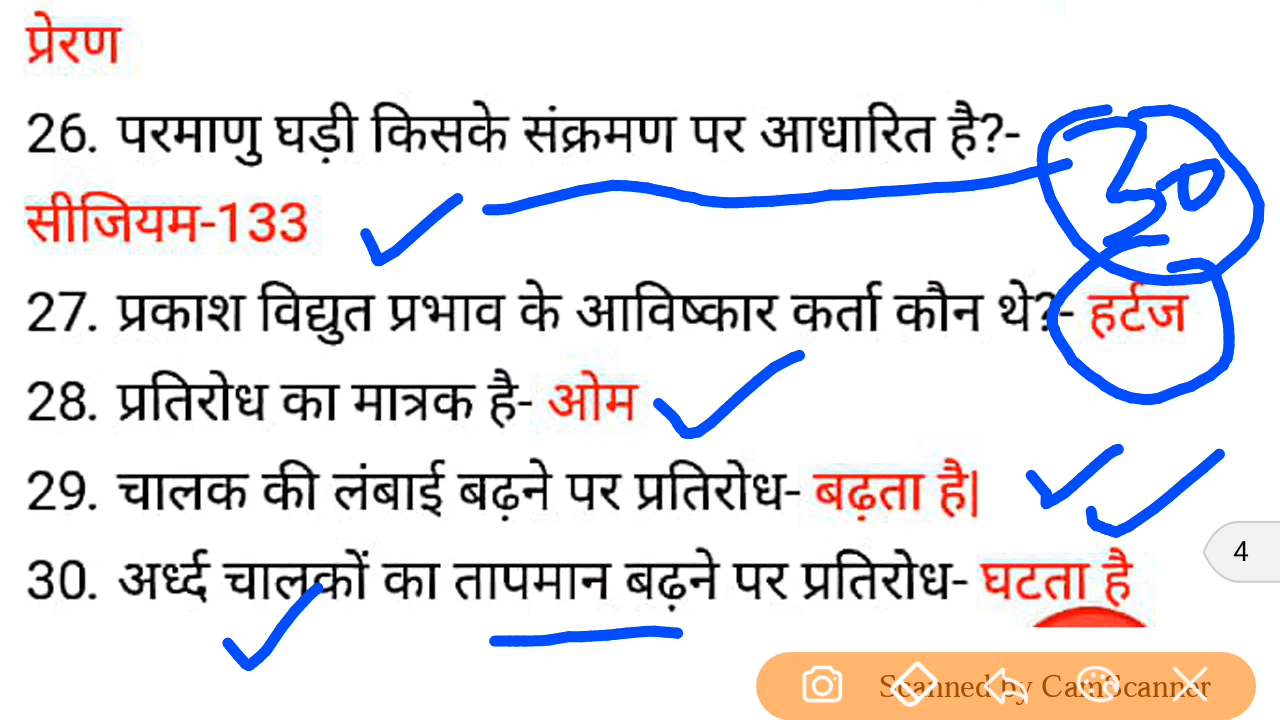 प्रेरण
26. परमाणु घड़ी किसके संक्रमण पर आधारित है?-
30
सीजियम-133
27. प्रकाश विद्युत प्रभाव के आविष्कार कर्ता कौन थे?- हर्टज
28. प्रतिरोध का मात्रक है- ओम
29. चालक की लंबाई बढ़ने पर प्रतिरोध- बढ़ता है|
4
30. अर्ध्द चालकों का तापमान बढ़ने पर प्रतिरोध- घटता है
Scanned by CamScanner